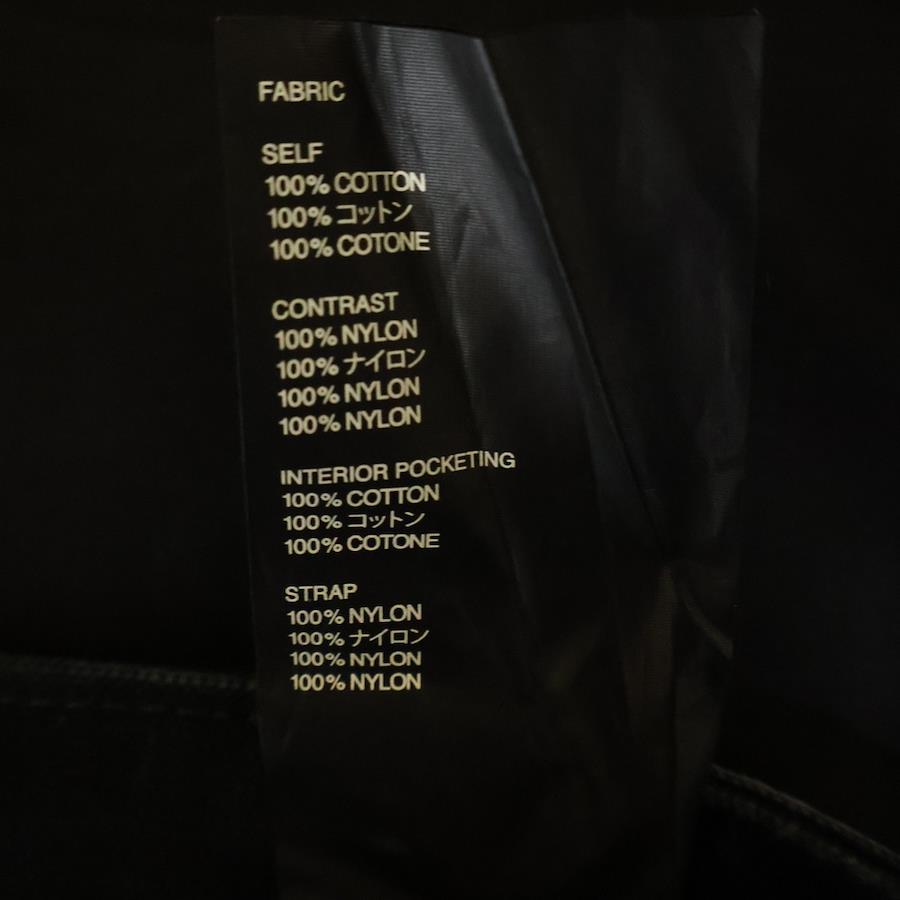 FABRIC
SELF
100% COTTON
100% コットン
100% COTONE
CONTRAST
100% NYLON
100% ナイロン
100% NYLON
100% NYLON
INTERIOR POCKETING
100% COTTON
100% コットン
100% COTONE
STRAP
100% NYLON
100% ナイロン
100% NYLON
100% NYLON